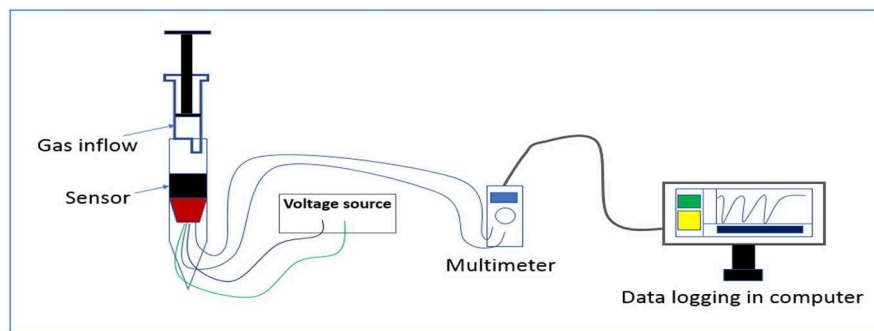 Gas inflow
Sensor
Voltage source
Multimeter
Data logging in computer